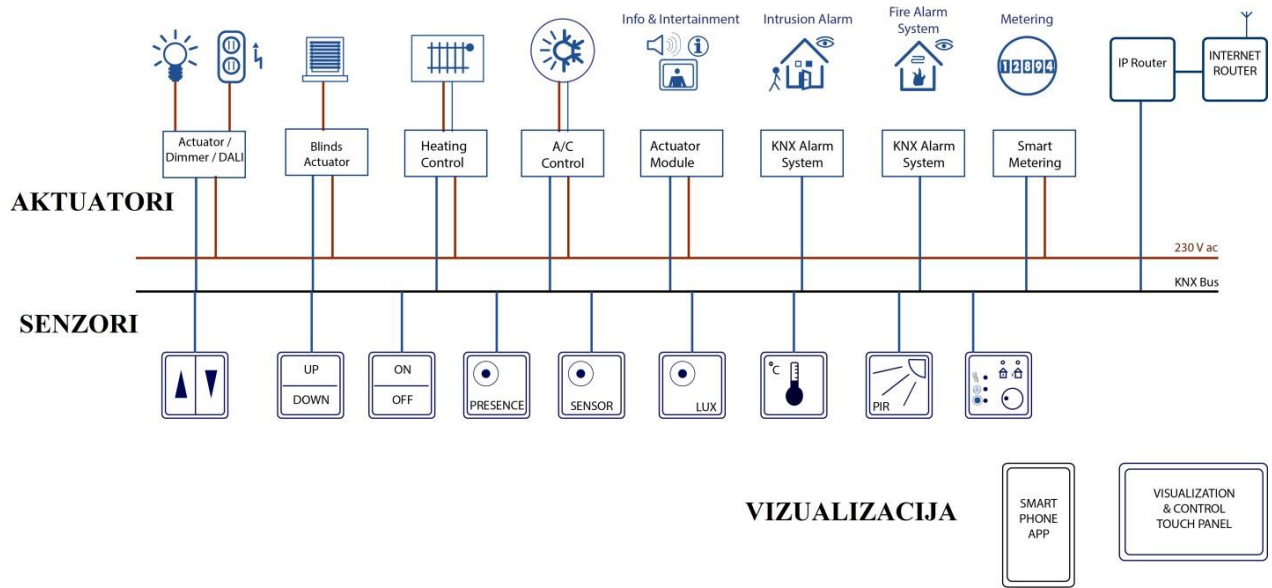 Info & Intertainment
Intrusion Alarm
Fire Alarm
System
Metering
12894
IP Router
INTERNET
ROUTER
Actuator /
Dimmer / DALI
Blinds
Actuator
Heating
Control
A/C
Control
Actuator
Module
KNX Alarm
System
KNX Alarm
System
Smart
Metering
AKTUATORI
230 V ac
KNX Bus
SENZORI
UP
DOWN
ON
OFF
PRESENCE
SENSOR
LUX
°C
PIR
VIZUALIZACIJA
SMART
PHONE
APP
VISUALIZATION
& CONTROL
TOUCH PANEL